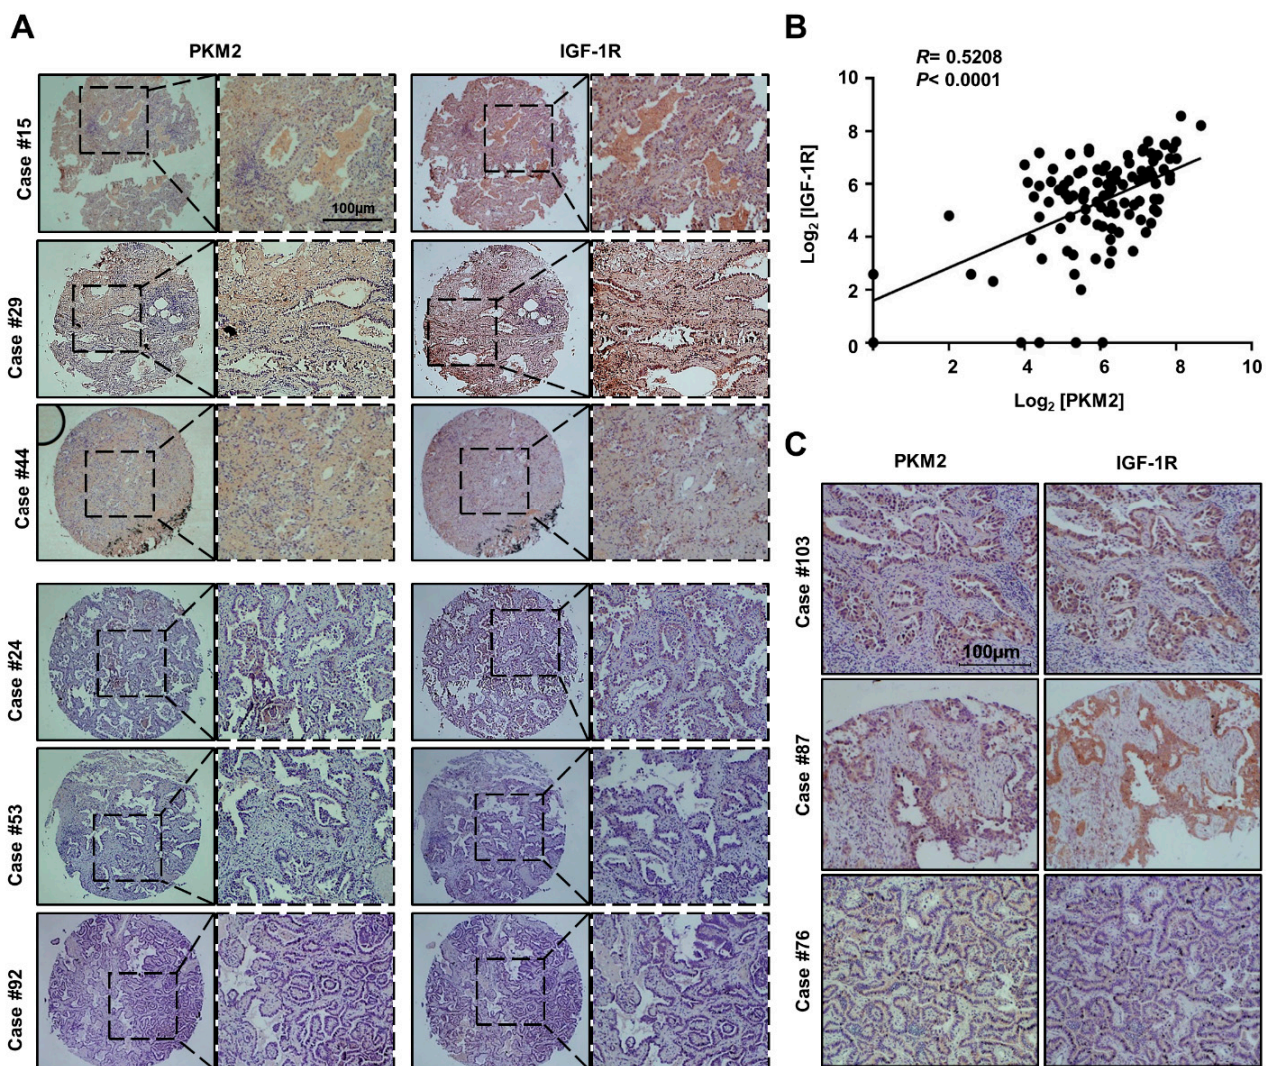 A
PKM2
IGF-1R
Case #15
100µm
Case #29
Case #44
Case #24
Case #53
Case #92
B
R= 0.5208
P< 0.0001
10
8
6
4
2
0
Log2 [IGF-1R]
2 4 6 8 10
Log2 [PKM2]
C
PKM2
IGF-1R
Case #103
100µm
Case #87
Case #76